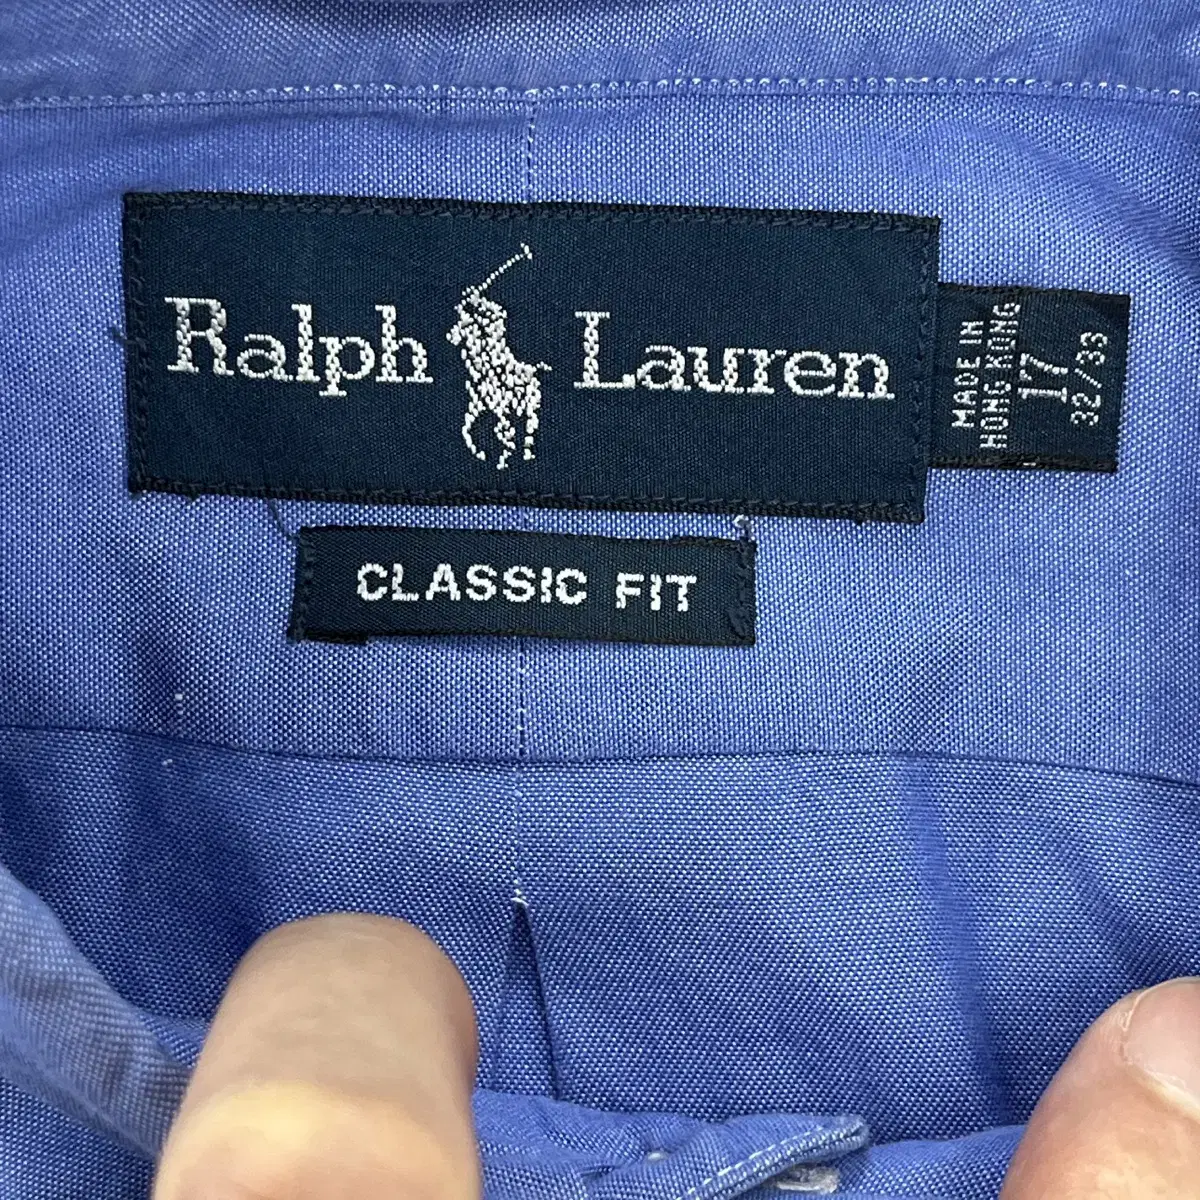 Ralph Lauren
MADE IN
HONG KONG
17
32/33
CLASSIC FIT